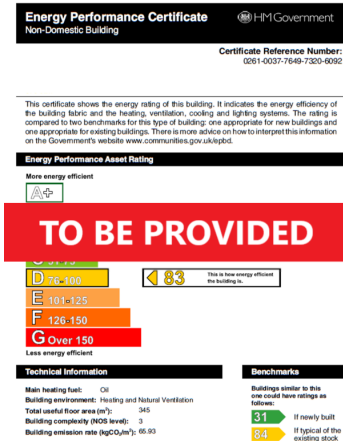 Energy Performance Certificate
HM Government
Non-Domestic Building
Certificate Reference Number:
0261-0037-7649-7320-6092
This certificate shows the energy rating of this building. It indicates the energy efficiency of
the building fabric and the heating, ventilation, cooling and lighting systems. The rating is
compared to two benchmarks for this type of building: one appropriate for new buildings and
one appropriate for existing buildings. There is more advice on how to interpret this information
on the Government's website www.communities.gov.uk/epbd.
Energy Performance Asset Rating
More energy efficient
A+
TO BE PROVIDED
D 76-100
83
This is how energy efficient
the building is.
E 101-125
F 126-150
G Over 150
Less energy efficient
Technical Information
Main heating fuel: Oil
Building environment: Heating and Natural Ventilation
Total useful floor area (m²): 345
Building complexity (NOS level): 3
Building emission rate (kgCO₂/m²): 65.93
Benchmarks
Buildings similar to this
one could have ratings as
follows:
31 If newly built
84 If typical of the
existing stock